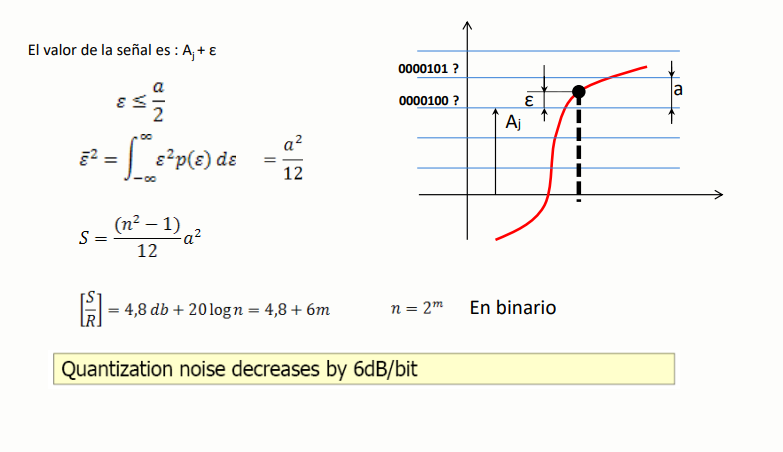 El valor de la señal es : Aj + ε
ε ≤ a/2
ε̄² = ∫_{-∞}^{∞} ε²p(ε) dε = a²/12
S = (n² − 1)/12 a²
[S/R] = 4,8 db + 20 log n = 4,8 + 6m
n = 2^m En binario
Quantization noise decreases by 6dB/bit
0000101 ?
0000100 ?
ε
Aj
a